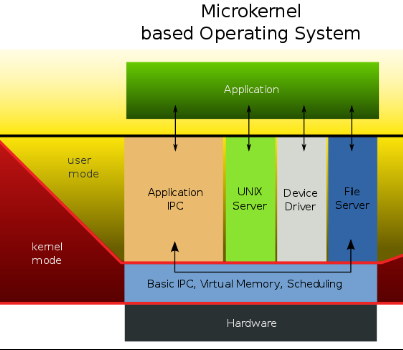 Microkernel
based Operating System
Application
user
mode
Application
IPC
UNIX
Server
Device
Driver
File
Server
kernel
mode
Basic IPC, Virtual Memory, Scheduling
Hardware